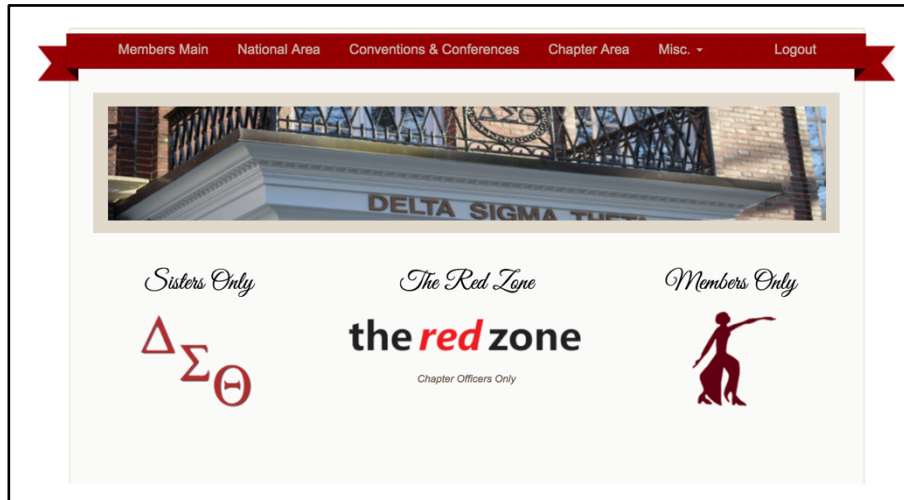 Members Main National Area Conventions & Conferences Chapter Area Misc. Logout
ΔΣΘ
DELTA SIGMA THETA
Sisters Only The Red Zone Members Only
ΔΣΘ the red zone
Chapter Officers Only